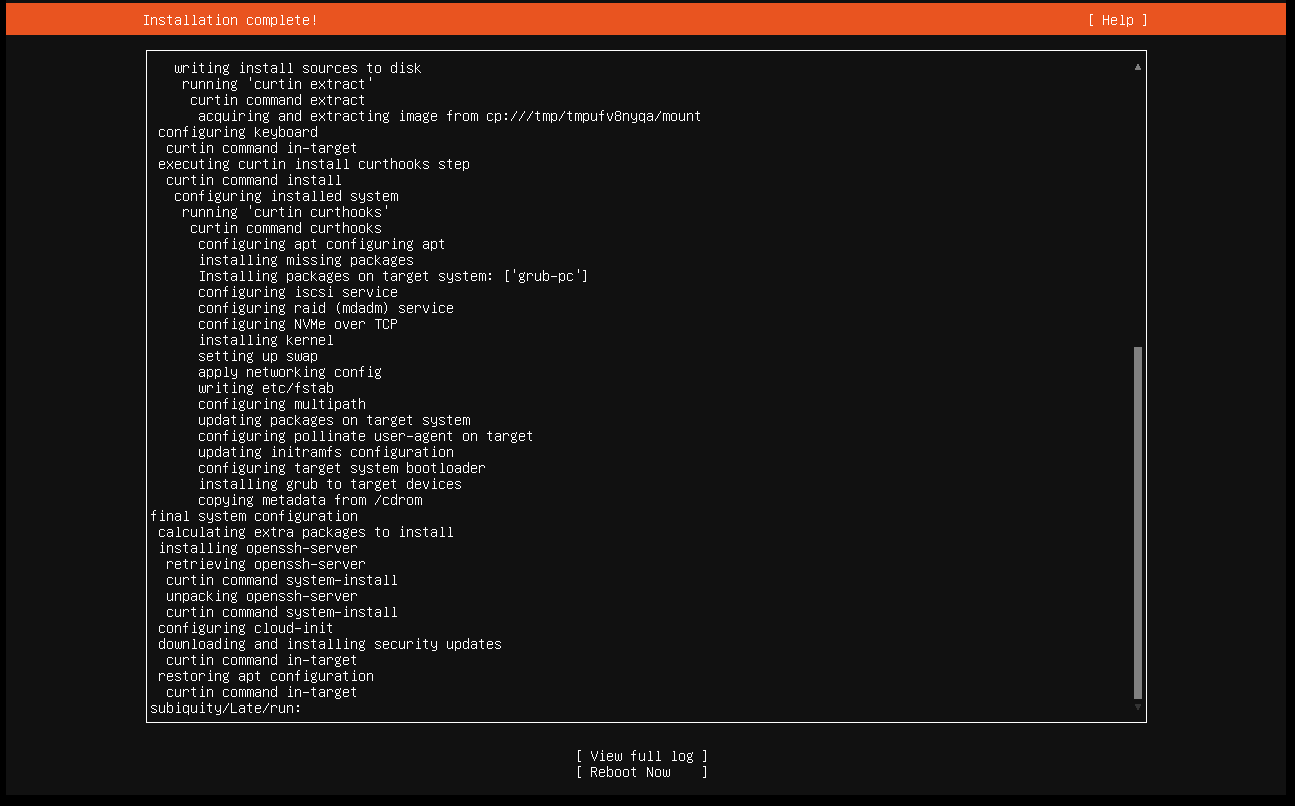 Installation complete! [ Help ]
writing install sources to disk
running 'curtin extract'
curtin command extract
acquiring and extracting image from cp:///tmp/tmpufv8nyqa/mount
configuring keyboard
curtin command in-target
executing curtin install curthooks step
curtin command install
configuring installed system
running 'curtin curthooks'
curtin command curthooks
configuring apt configuring apt
installing missing packages
Installing packages on target system: ['grub-pc']
configuring iscsi service
configuring raid (mdadm) service
configuring NVMe over TCP
installing kernel
setting up swap
apply networking config
writing etc/fstab
configuring multipath
updating packages on target system
configuring pollinate user-agent on target
updating initramfs configuration
configuring target system bootloader
installing grub to target devices
copying metadata from /cdrom
final system configuration
calculating extra packages to install
installing openssh-server
retrieving openssh-server
curtin command system-install
unpacking openssh-server
curtin command system-install
configuring cloud-init
downloading and installing security updates
curtin command in-target
restoring apt configuration
curtin command in-target
subiquity/Late/run:
[ View full log ]
[ Reboot Now ]